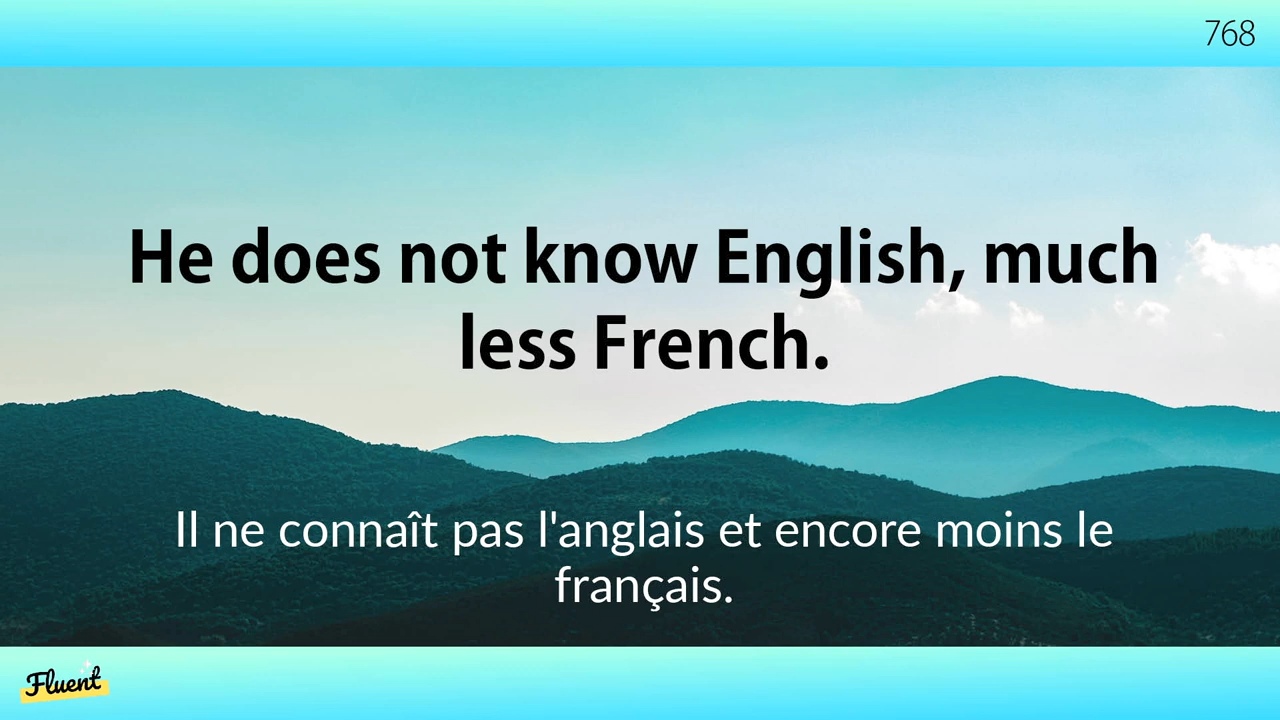 768
He does not know English, much
less French.
Il ne connaît pas l'anglais et encore moins le
français.
Fluent